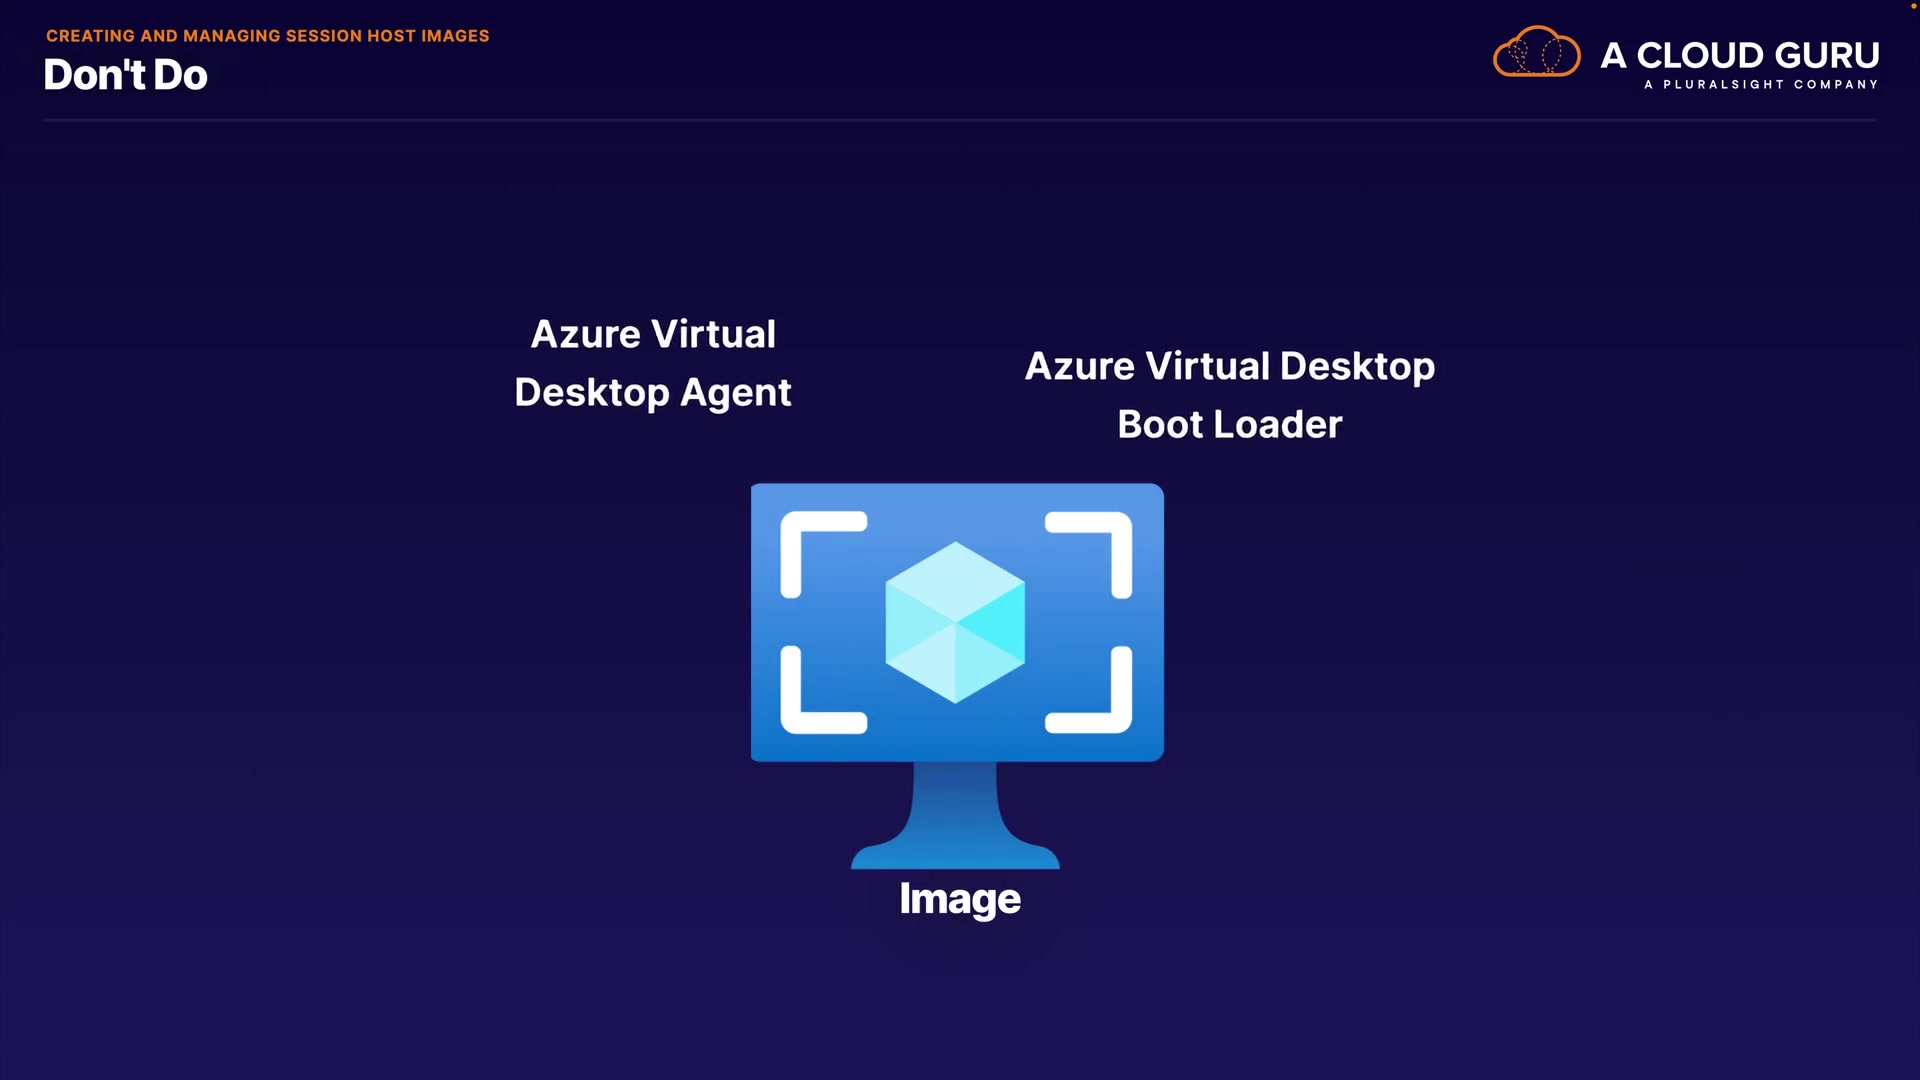 CREATING AND MANAGING SESSION HOST IMAGES
Don't Do
A CLOUD GURU
A PLURALSIGHT COMPANY
Azure Virtual
Desktop Agent
Azure Virtual Desktop
Boot Loader
Image